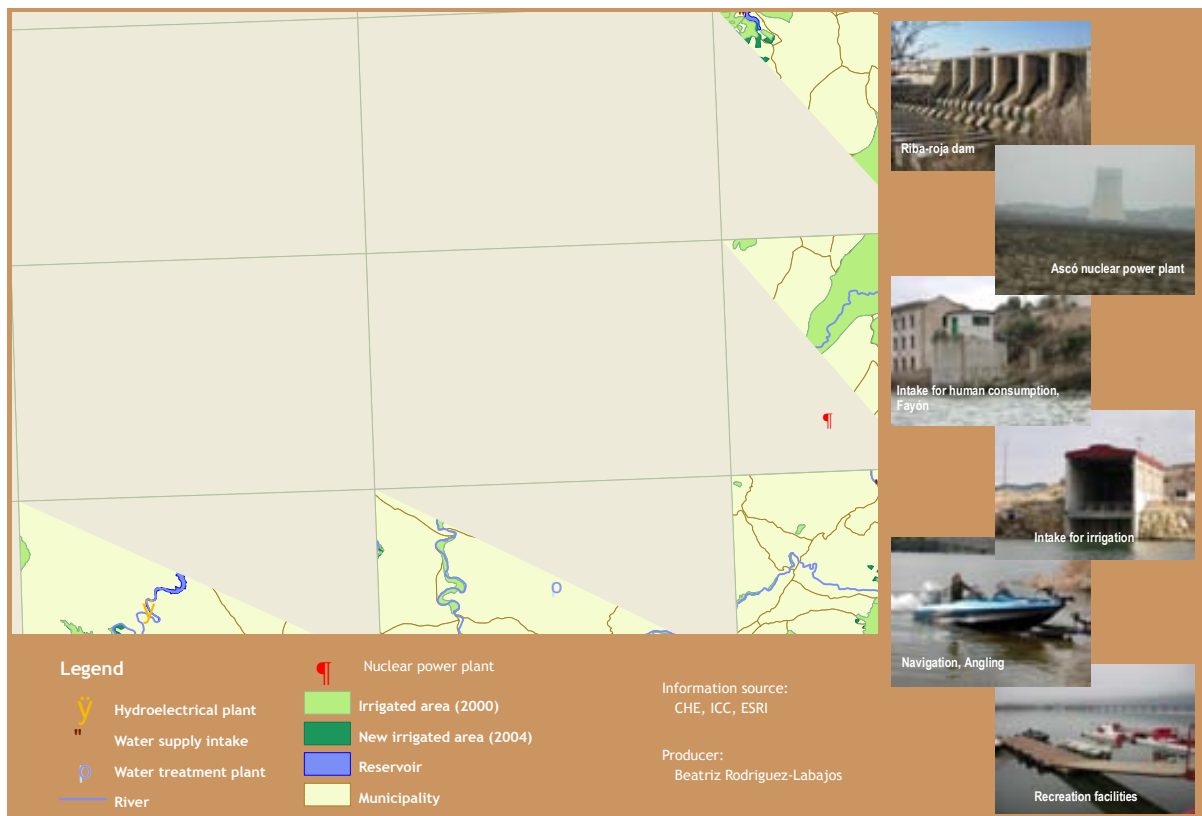 Riba-roja dam
Ascó nuclear power plant
Intake for human consumption,
Fayón
¶
Intake for irrigation
p
ÿ
Navigation, Angling
Recreation facilities
Legend
ÿ Hydroelectrical plant
" Water supply intake
p Water treatment plant
River
¶ Nuclear power plant
Irrigated area (2000)
New irrigated area (2004)
Reservoir
Municipality
Information source:
CHE, ICC, ESRI
Producer:
Beatriz Rodriguez-Labajos